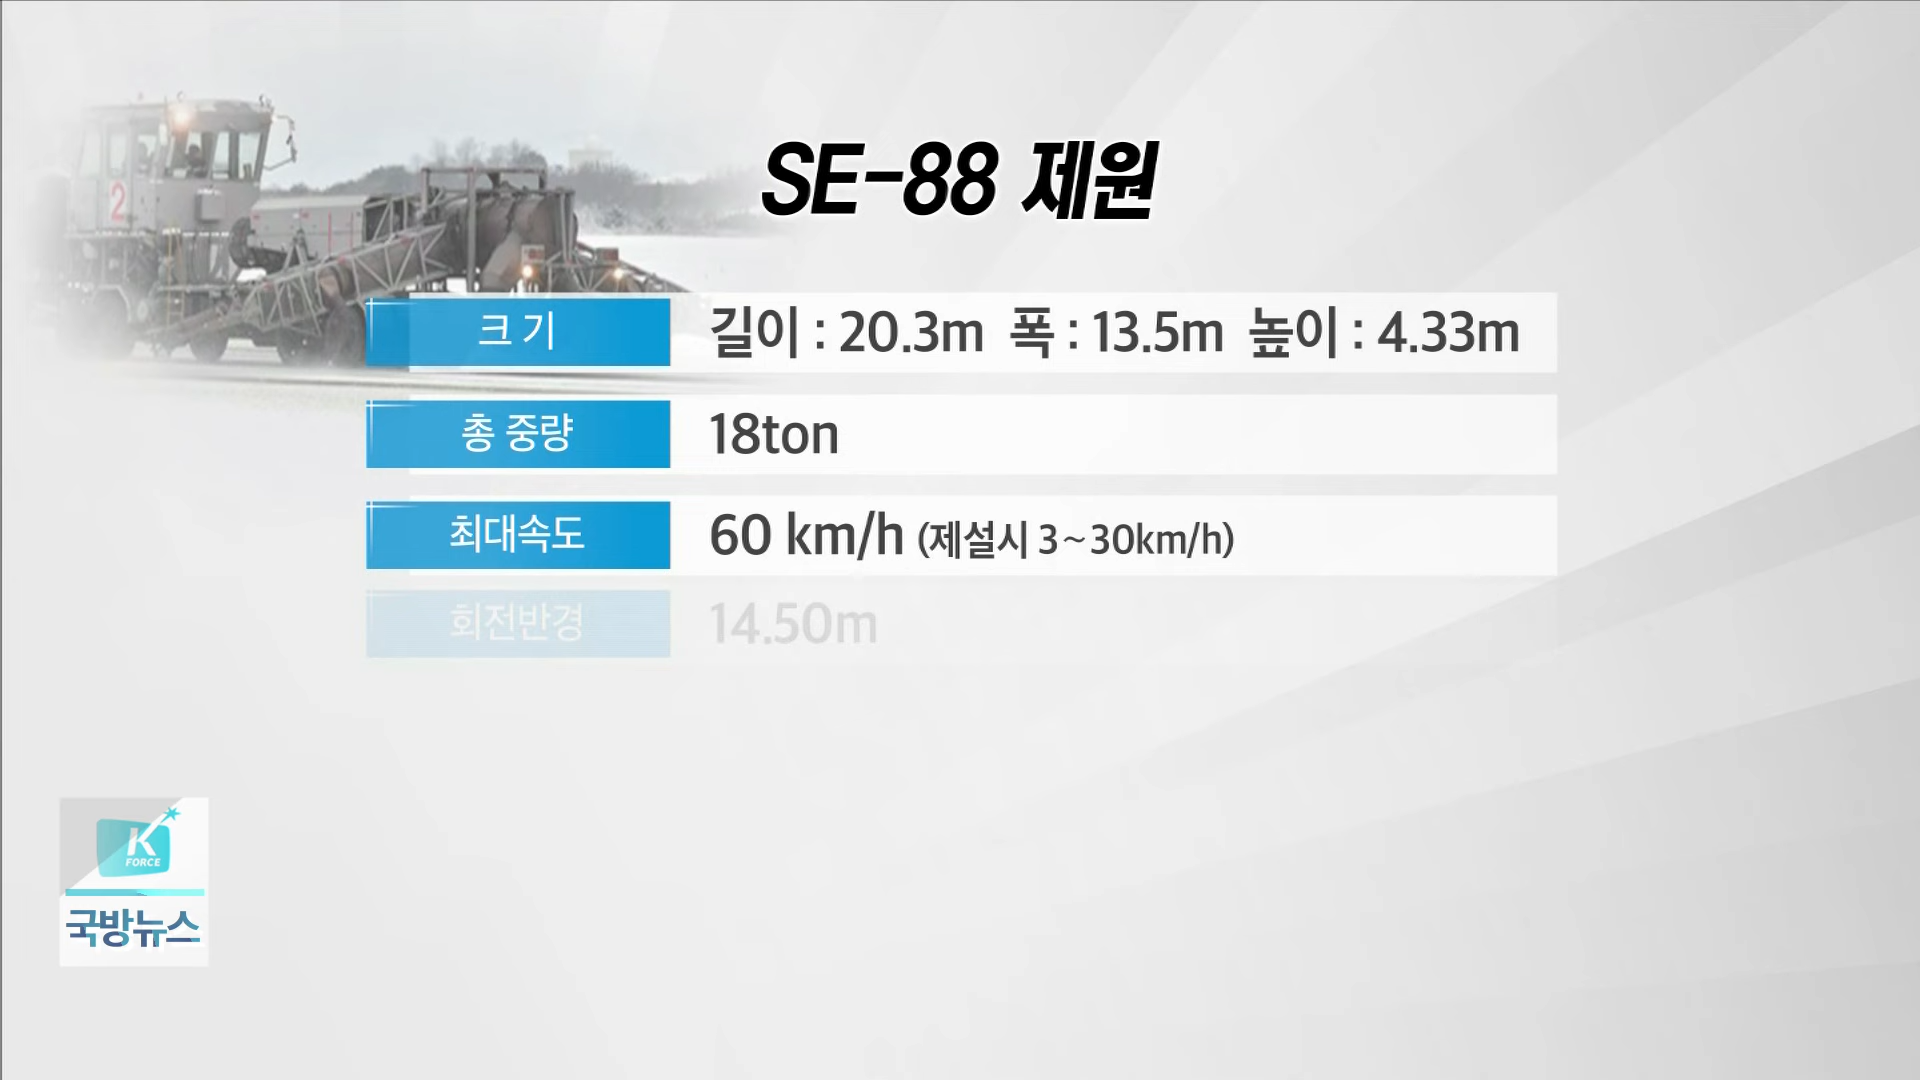 SE-88 제원
2
크 기 길이 : 20.3m 폭 : 13.5m 높이 : 4.33m
총 중량 18ton
최대속도 60 km/h (제설시 3~30km/h)
회전반경 14.50m
K
FORCE
국방뉴스